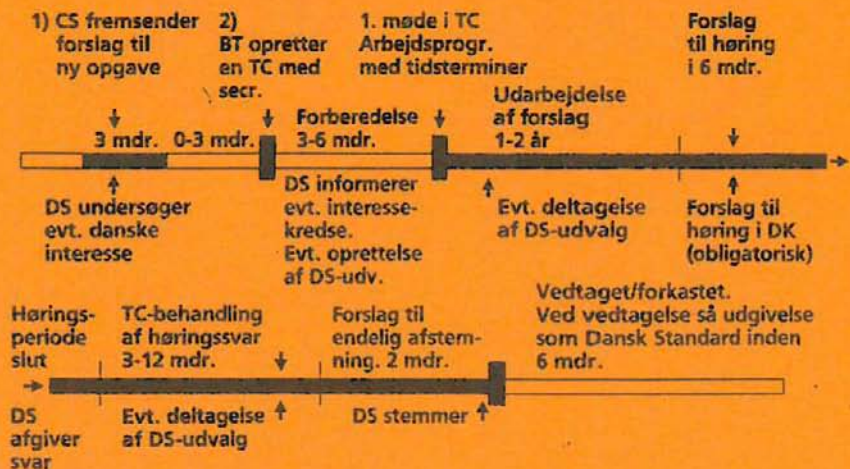 1) CS fremsender
forslag til
ny opgave
2)
BT opretter
en TC med
secr.
1. møde i TC
Arbejdsprogr.
med tidsterminer
Forslag
til høring
i 6 mdr.
3 mdr.
0-3 mdr.
Forberedelse
3-6 mdr.
Udarbejdelse
af forslag
1-2 år
DS undersøger
evt. danske
interesse
DS informerer
evt. interesse-
kredse.
Evt. oprettelse
af DS-udv.
Evt. deltagelse
af DS-udvalg
Forslag til
høring i DK
(obligatorisk)
Hørings-
periode
slut
TC-behandling
af høringssvar
3-12 mdr.
Forslag til
endelig afstem-
ning. 2 mdr.
Vedtaget/forkastet.
Ved vedtagelse så udgivelse
som Dansk Standard inden
6 mdr.
DS
afgiver
svar
Evt. deltagelse
af DS-udvalg
DS stemmer